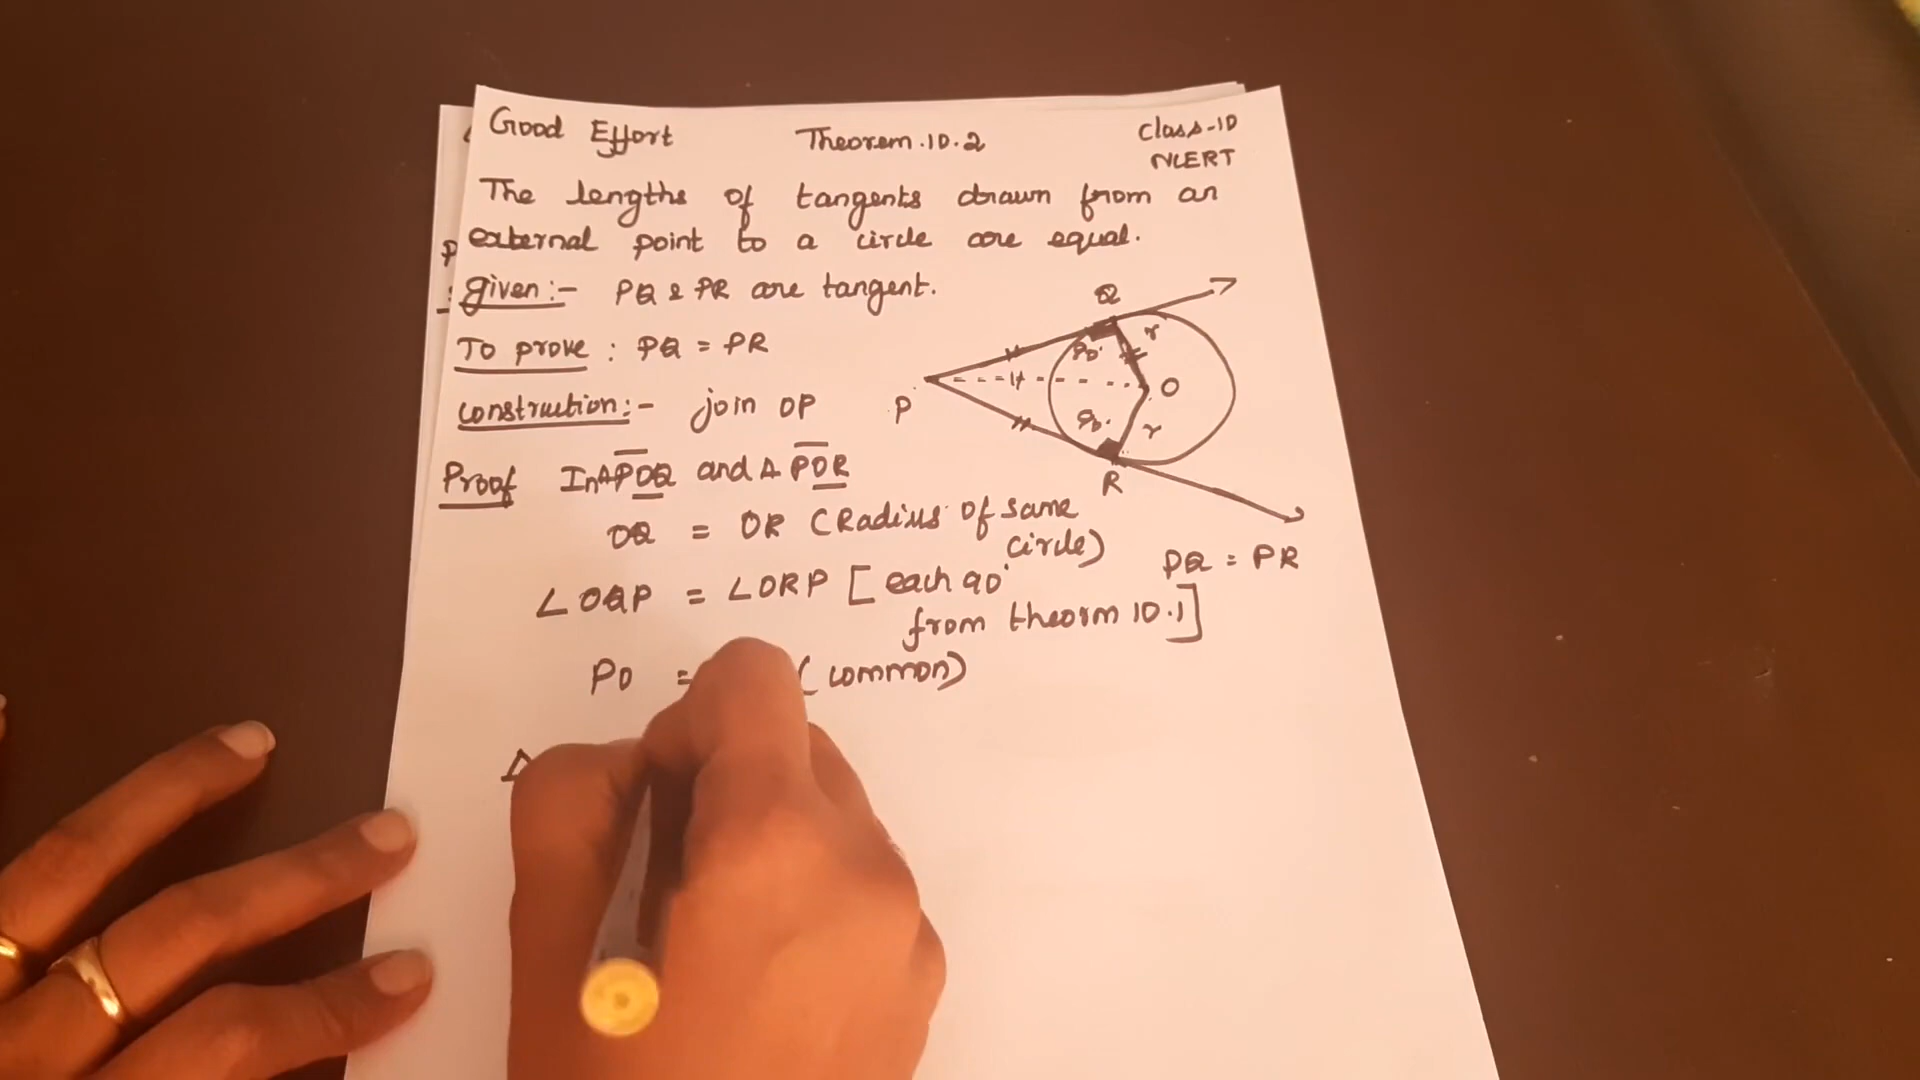 Good Effort Theorem.10.2 Class-10
NCERT
The lengths of tangents drawn from an
external point to a circle are equal.
given:- PQ & PR are tangent.
To prove : PQ = PR
construction:- join OP
Proof In ∆POQ and ∆ POR
OQ = OR (Radius of same
circle)
∠OQP = ∠ORP [each 90°
from theorm 10.1]
PO = (common)
∆
Q
r
90°
P
O
90°
r
R
PQ = PR